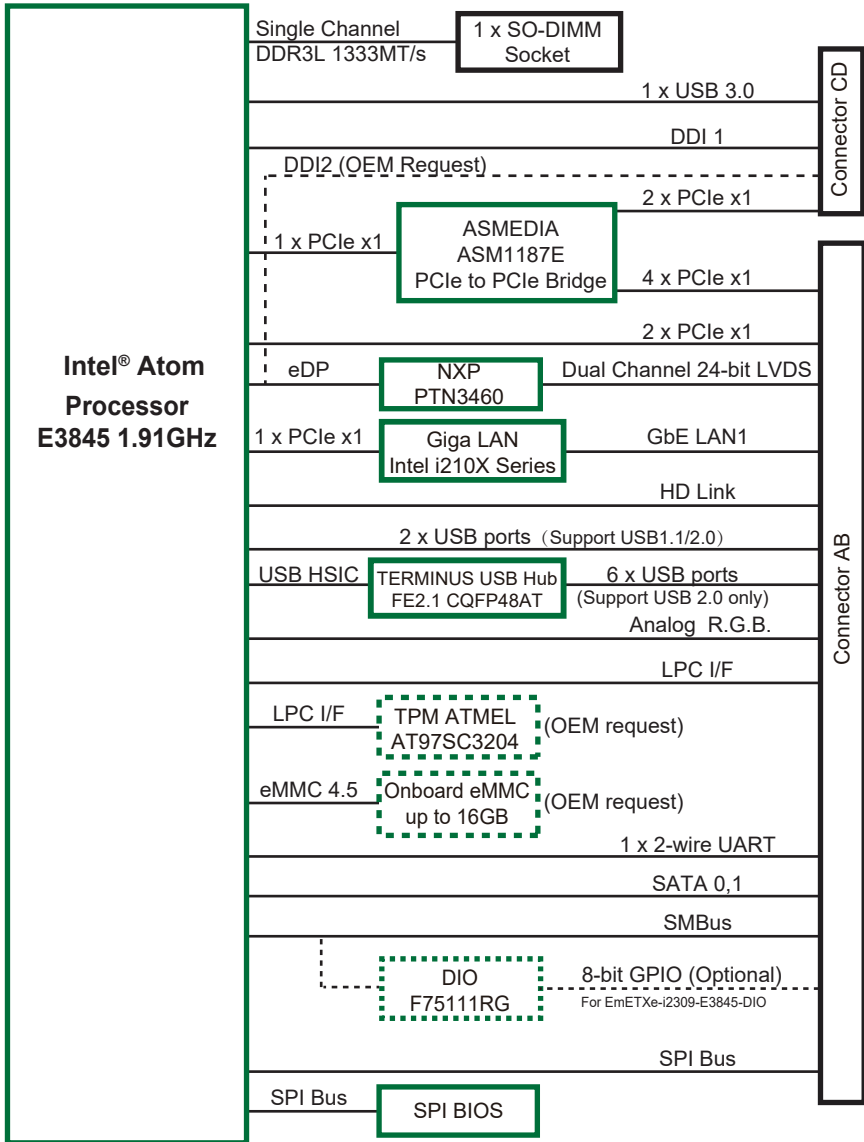 Single Channel
DDR3L 1333MT/s
1 x SO-DIMM
Socket
1 x USB 3.0
DDI 1
DDI2 (OEM Reguest)
2 x PCIe x1
Connector CD
1 x PCIe x1
ASMEDIA
ASM1187E
PCIe to PCIe Bridge
4 x PCIe x1
2 x PCIe x1
Intel® Atom
Processor
E3845 1.91GHz
eDP
NXP
PTN3460
Dual Channel 24-bit LVDS
1 x PCIe x1
Giga LAN
Intel i210X Series
GbE LAN1
HD Link
2 x USB ports（Support USB1.1/2.0）
USB HSIC
TERMINUS USB Hub
FE2.1 CQFP48AT
6 x USB ports
(Support USB 2.0 only)
Analog R.G.B.
Connector AB
LPC I/F
LPC I/F
TPM ATMEL
AT97SC3204
(OEM request)
eMMC 4.5
Onboard eMMC
up to 16GB
(OEM request)
1 x 2-wire UART
SATA 0,1
SMBus
DIO
F75111RG
8-bit GPIO (Optional)
For EmETXe-i2309-E3845-DIO
SPI Bus
SPI Bus
SPI BIOS